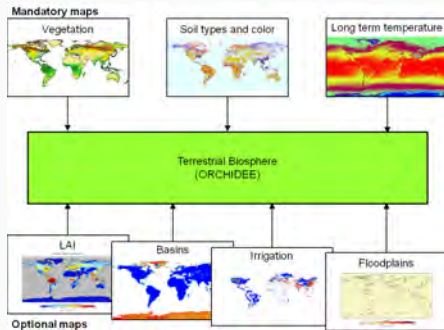 Mandatory maps
Vegetation
Soil types and color
Long term temperature
Terrestrial Biosphere
(ORCHIDEE)
LAI
Basins
Irrigation
Floodplains
Optional maps